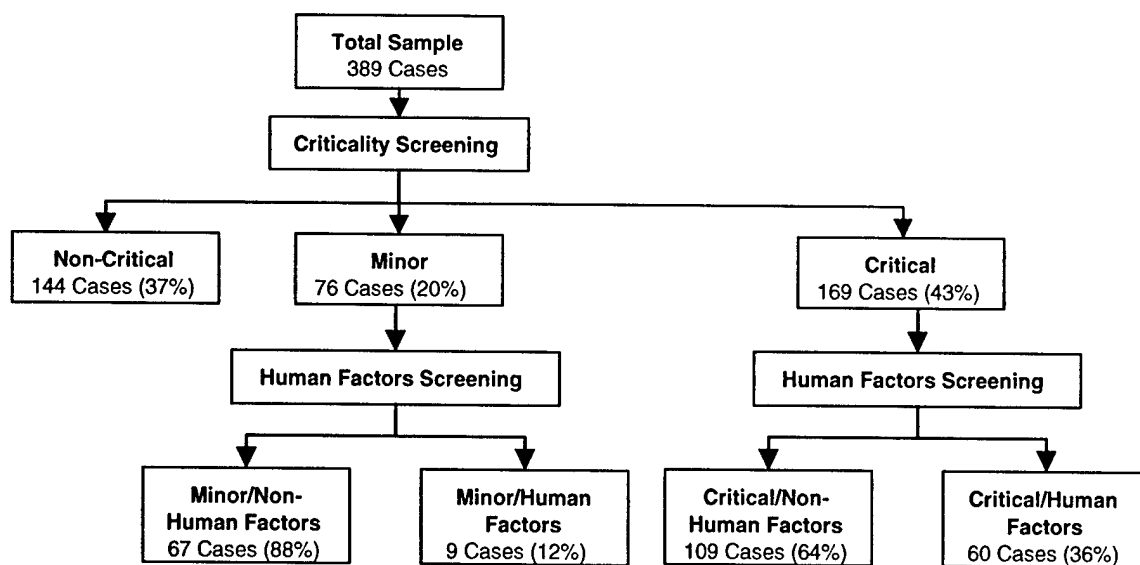 Total Sample
389 Cases
Criticality Screening
Non-Critical
144 Cases (37%)
Minor
76 Cases (20%)
Critical
169 Cases (43%)
Human Factors Screening
Human Factors Screening
Minor/Non-
Human Factors
67 Cases (88%)
Minor/Human
Factors
9 Cases (12%)
Critical/Non-
Human Factors
109 Cases (64%)
Critical/Human
Factors
60 Cases (36%)